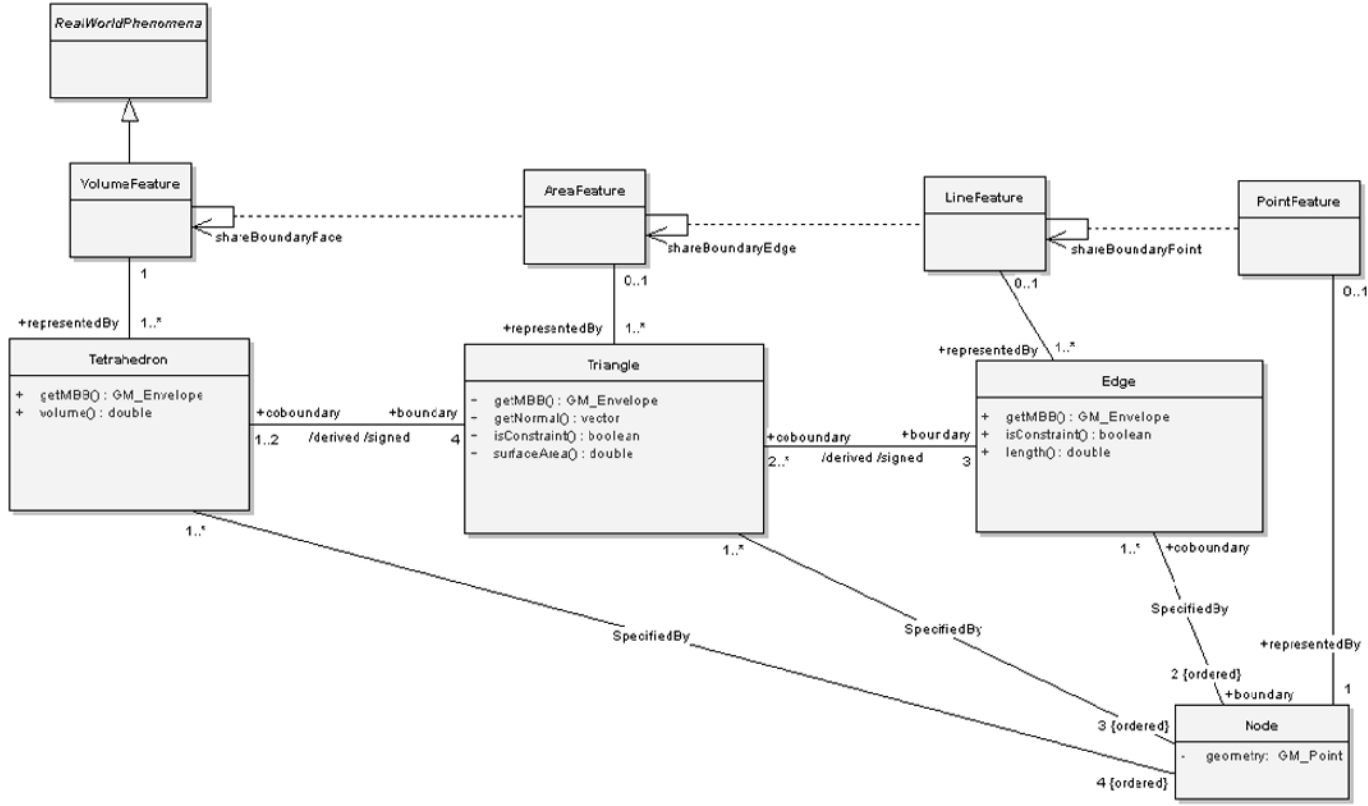 RealWorldPhenomena
VolumeFeature
AreaFeature
LineFeature
PointFeature
shareBoundaryFace
shareBoundaryEdge
shareBoundaryFoint
1
0..1
0..1
0..1
+representedBy 1..*
+representedBy 1..*
+representedBy 1..*
Tetrahedron
+ getMBB() : GM_Envelope
+ volume() : double
+coboundary +boundary
1..2 /derived /signed 4
Triangle
- getMBB() : GM_Envelope
- getNormal() : vector
- isConstraint() : boolean
- surfaceArea() : double
+coboundary +boundary
2..* /derived /signed 3
Edge
+ getMBB() : GM_Envelope
+ isConstraint() : boolean
+ length() : double
1..*
1..*
1..* +coboundary
SpecifiedBy
SpecifiedBy
SpecifiedBy
+representedBy
2 {ordered}
+boundary 1
3 {ordered}
4 {ordered}
Node
- geometry: GM_Point